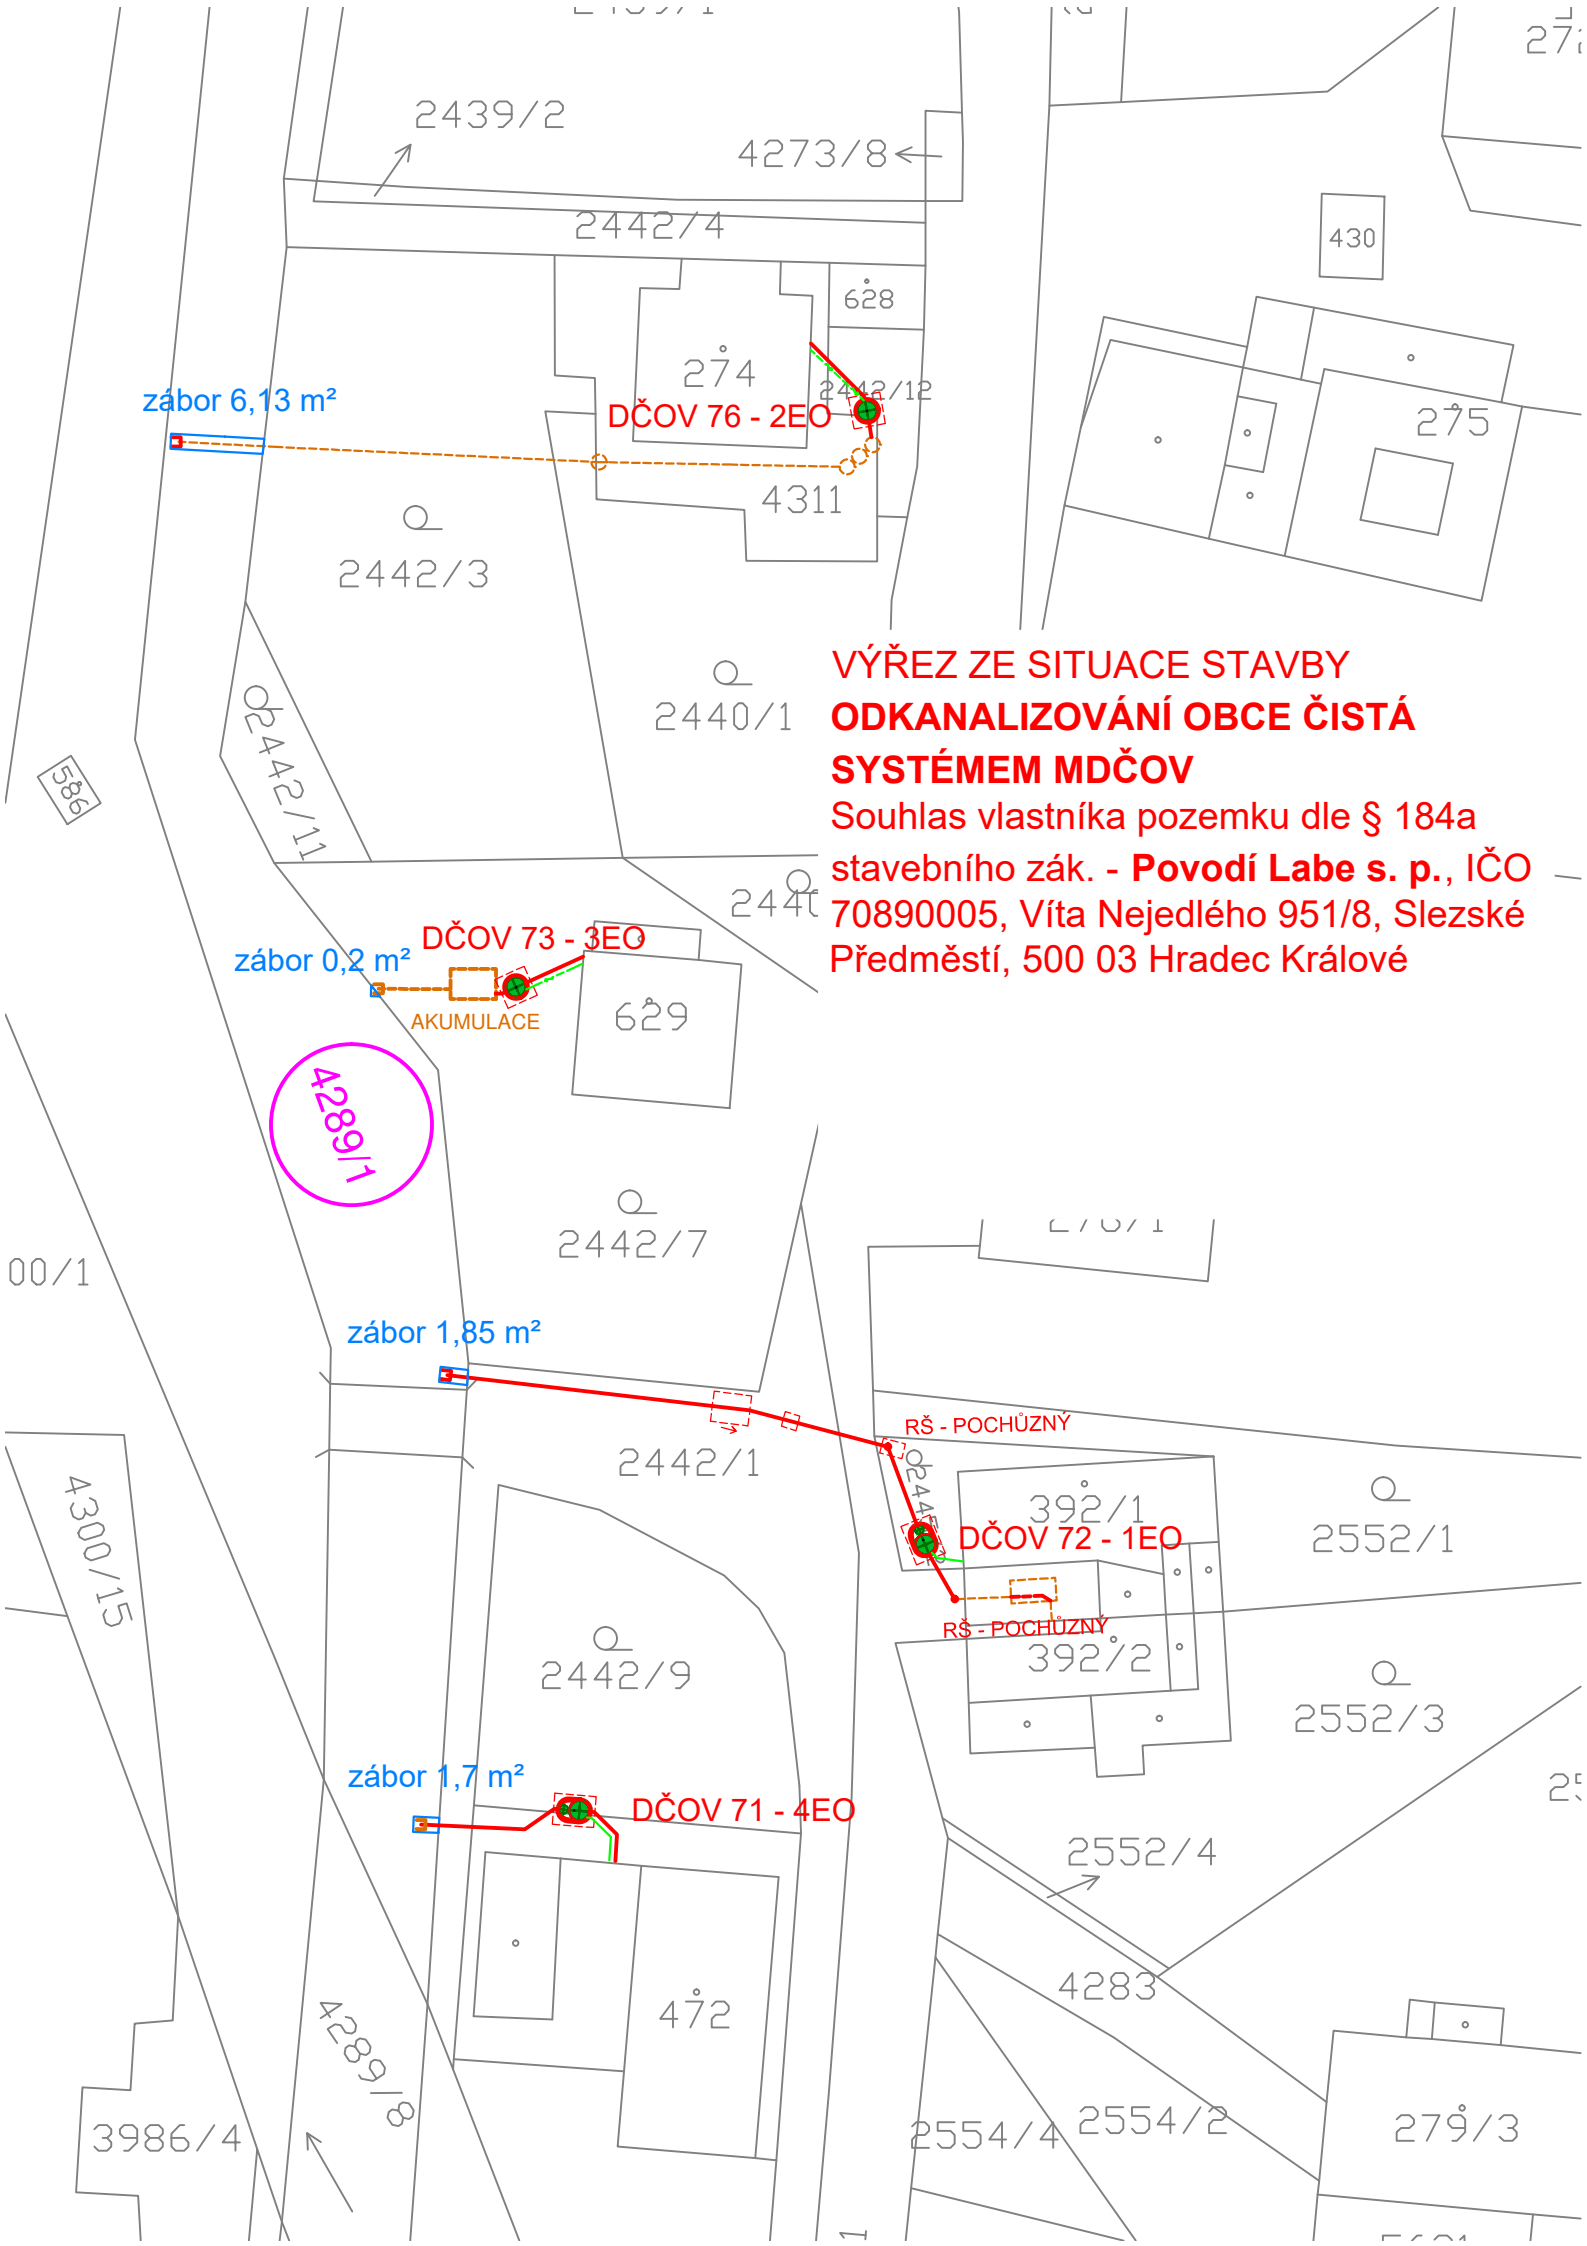 2439/2
4273/8
2442/4
430
628
274
2442/12
zábor 6,13 m²
DČOV 76 - 2EO
275
4311
2442/3
2440/1
2442/11
586
VÝŘEZ ZE SITUACE STAVBY
ODKANALIZOVÁNÍ OBCE ČISTÁ
SYSTÉMEM MDČOV
Souhlas vlastníka pozemku dle § 184a
stavebního zák. - Povodí Labe s. p., IČO
70890005, Víta Nejedlého 951/8, Slezské
Předměstí, 500 03 Hradec Králové
DČOV 73 - 3EO
zábor 0,2 m²
AKUMULACE
629
4289/1
2442/7
00/1
zábor 1,85 m²
RŠ - POCHŮZNÝ
2442/1
392/1
DČOV 72 - 1EO
2552/1
4300/15
RŠ - POCHŮZNÝ
392/2
2442/9
2552/3
zábor 1,7 m²
DČOV 71 - 4EO
2552/4
4283
472
4289/8
3986/4
2554/4
2554/2
279/3